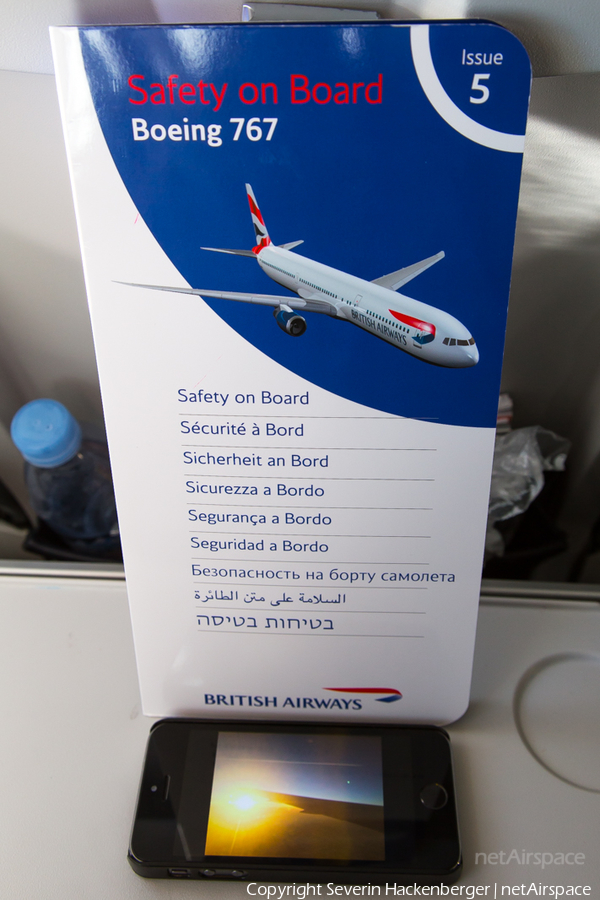 Issue
5
Safety on Board
Boeing 767
BRITISH AIRWAYS
Safety on Board
Sécurité à Bord
Sicherheit an Bord
Sicurezza a Bordo
Segurança a Bordo
Seguridad a Bordo
Безопасность на борту самолета
السلامة على متن الطائرة
בטיחות בטיסה
BRITISH AIRWAYS
netAirspace
Copyright Severin Hackenberger | netAirspace